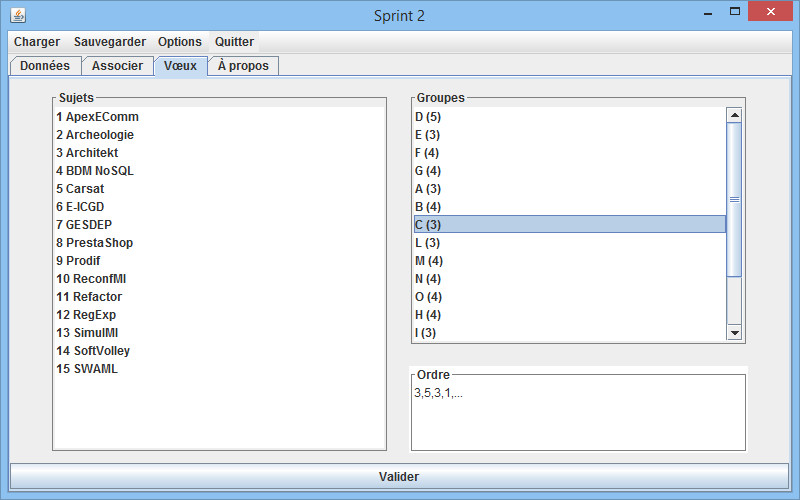 Sprint 2
Charger Sauvegarder Options Quitter
Données Associer Vœux À propos
Sujets
1 ApexEComm
2 Archeologie
3 Architekt
4 BDM NoSQL
5 Carsat
6 E-ICGD
7 GESDEP
8 PrestaShop
9 Prodif
10 ReconfMI
11 Refactor
12 RegExp
13 SimulMI
14 SoftVolley
15 SWAML
Groupes
D (5)
E (3)
F (4)
G (4)
A (3)
B (4)
C (3)
L (3)
M (4)
N (4)
O (4)
H (4)
I (3)
Ordre
3,5,3,1,...
Valider